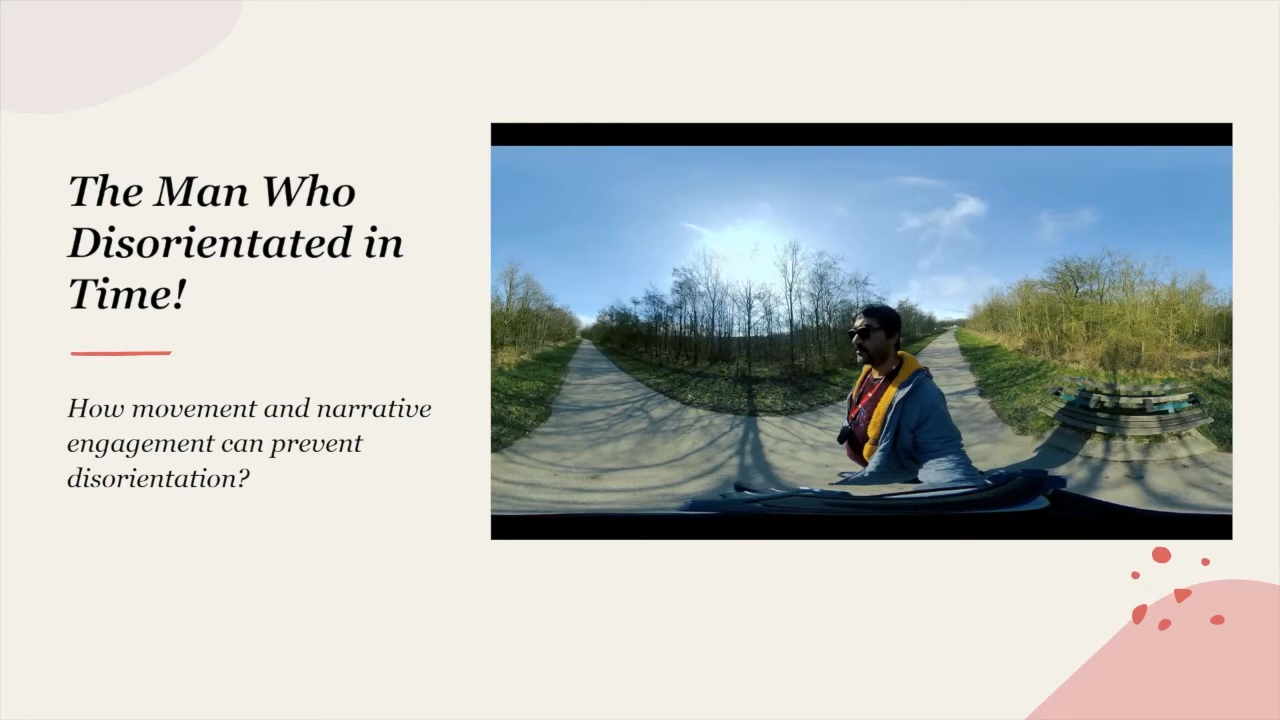 The Man Who
Disorientated in
Time!
How movement and narrative
engagement can prevent
disorientation?